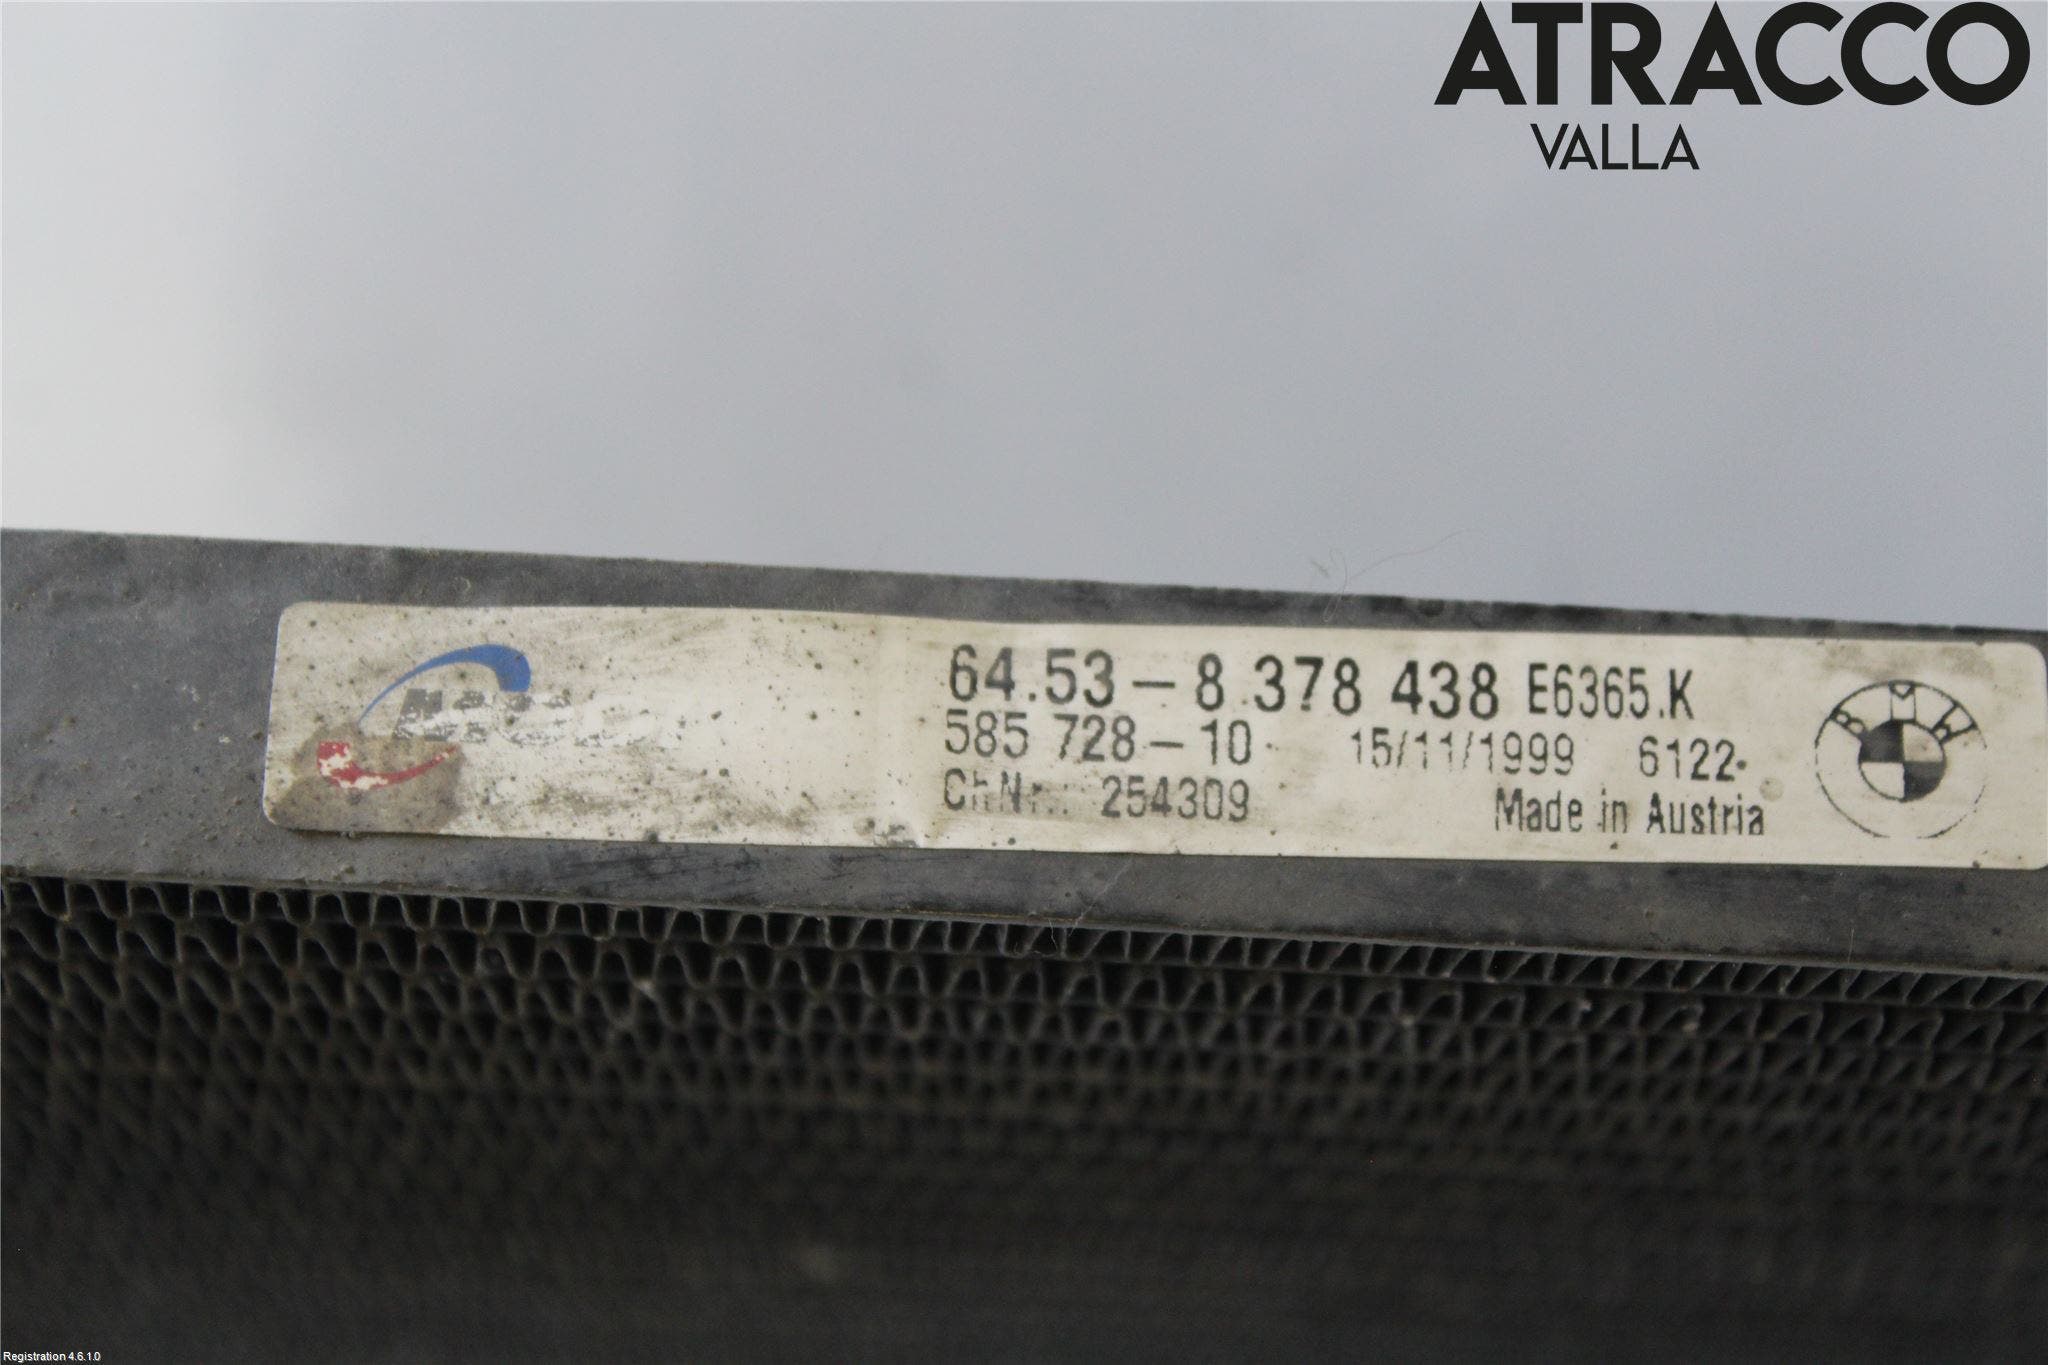 ATRACCO
VALLA
64.53-8.378 438 E6365.K
585 728-10 15/11/1999 6122
254309
Made in Austria
BMW
Registration 4.6.1.0